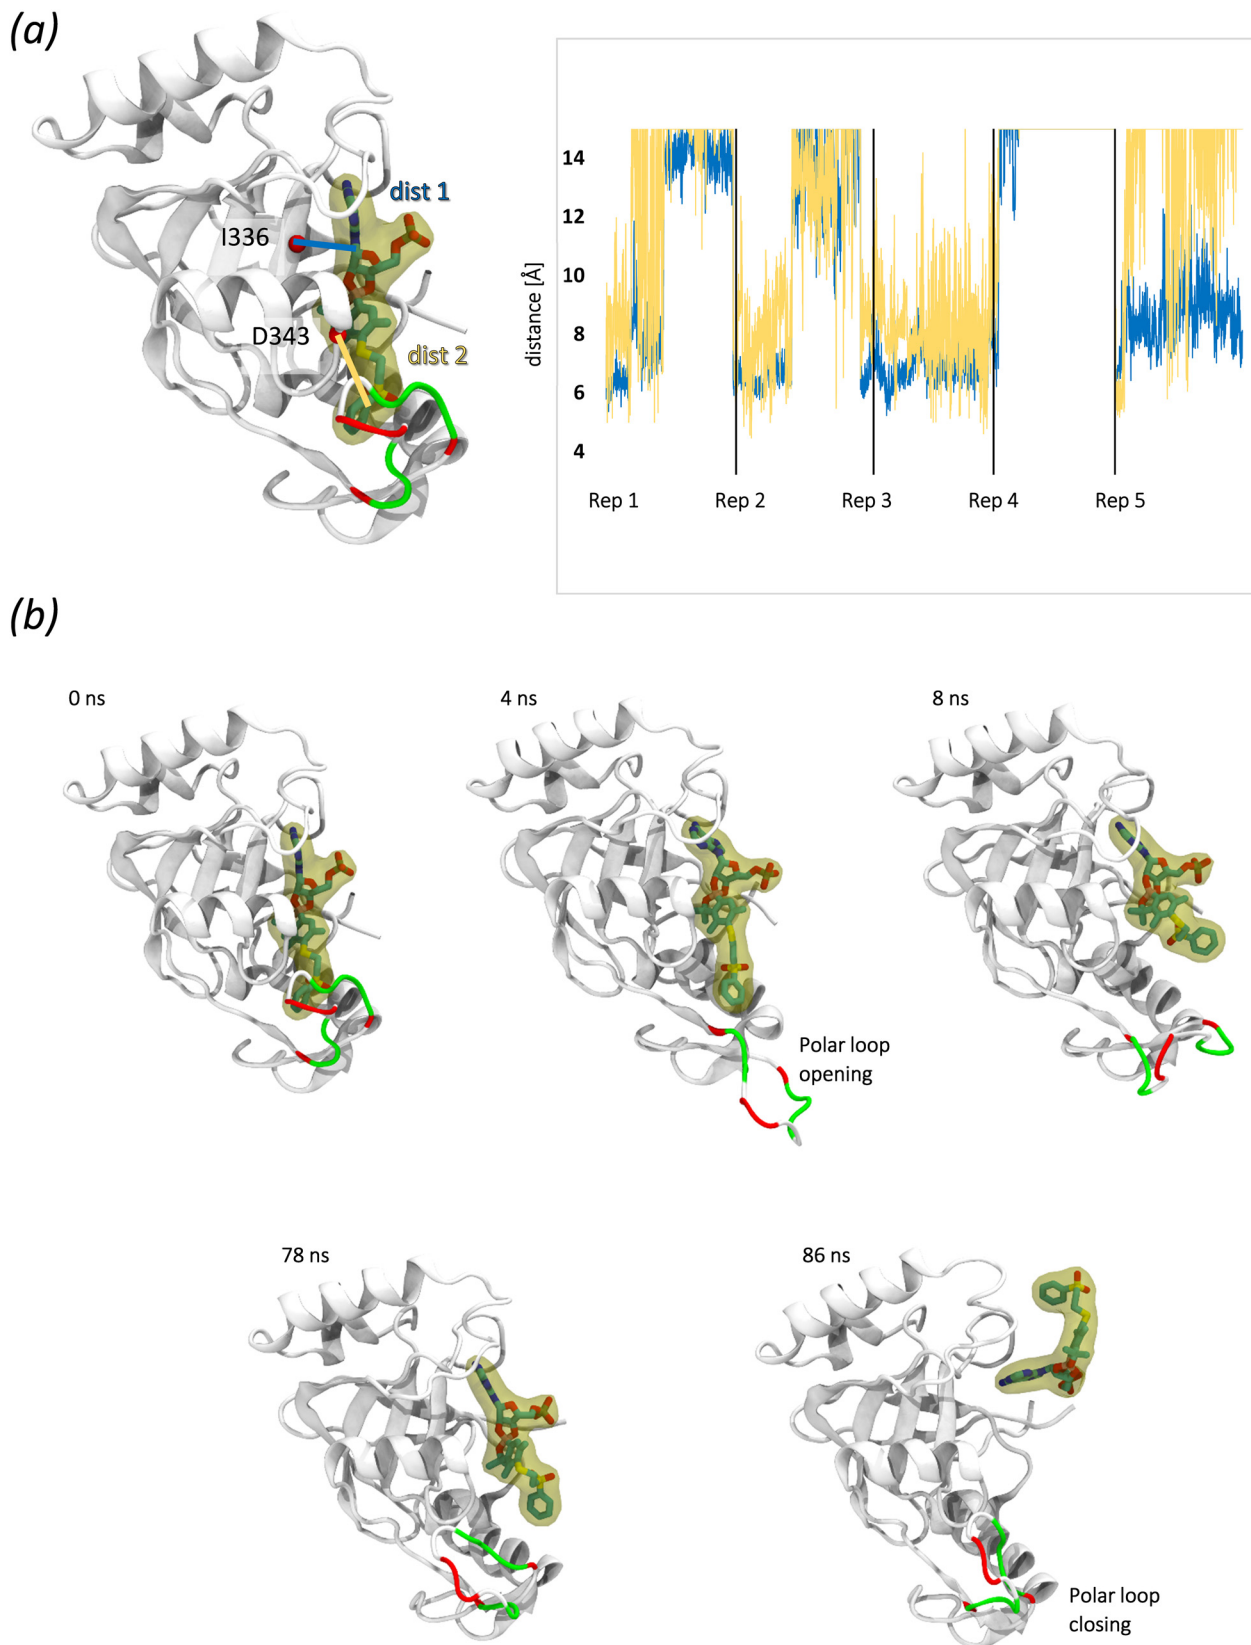 (a)
dist 1
I336
D343
dist 2
14
12
10
8
6
4
distance [Å]
Rep 1 Rep 2 Rep 3 Rep 4 Rep 5
(b)
0 ns 4 ns 8 ns
Polar loop
opening
78 ns 86 ns
Polar loop
closing